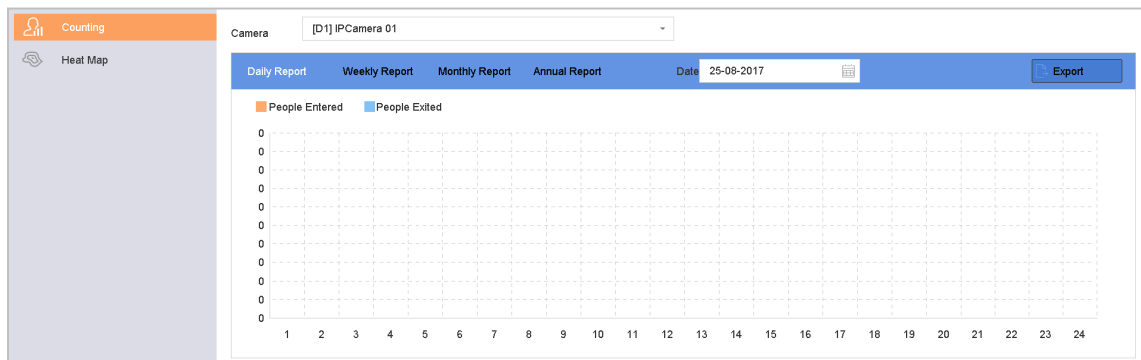 Counting
Heat Map
Camera [D1] IPCamera 01
Daily Report Weekly Report Monthly Report Annual Report Date 25-08-2017 Export
People Entered People Exited
0
0
0
0
0
0
0
0
0
0
0
1 2 3 4 5 6 7 8 9 10 11 12 13 14 15 16 17 18 19 20 21 22 23 24